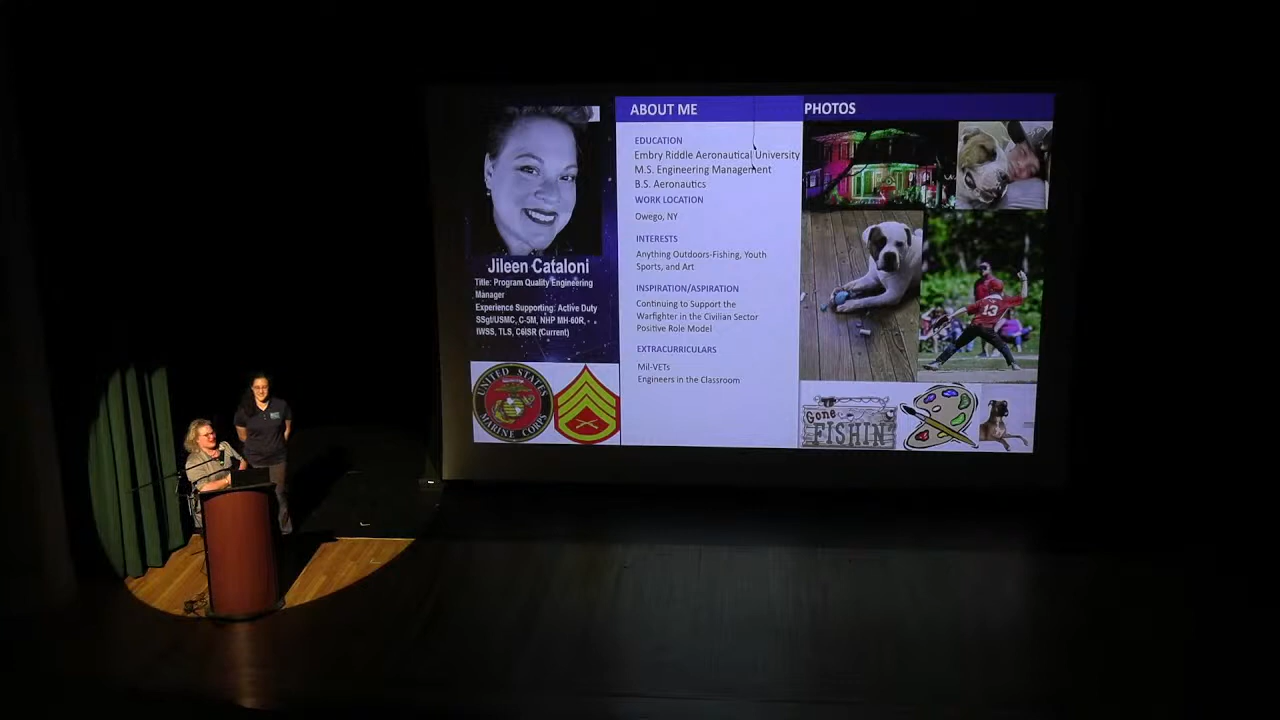 Jileen Cataloni
Title: Program Quality Engineering
Manager
Experience Supporting: Active Duty
SSgt/USMC, C-5M, NHP MH-60R,
IWSS, TLS, C6ISR (Current)
UNITED STATES
MARINE CORPS
ABOUT ME
EDUCATION
Embry Riddle Aeronautical University
M.S. Engineering Management
B.S. Aeronautics
WORK LOCATION
Owego, NY
INTERESTS
Anything Outdoors-Fishing, Youth
Sports, and Art
INSPIRATION/ASPIRATION
Continuing to Support the
Warfighter in the Civilian Sector
Positive Role Model
EXTRACURRICULARS
Mil-VETs
Engineers in the Classroom
PHOTOS
13
Gone
FISHIN'